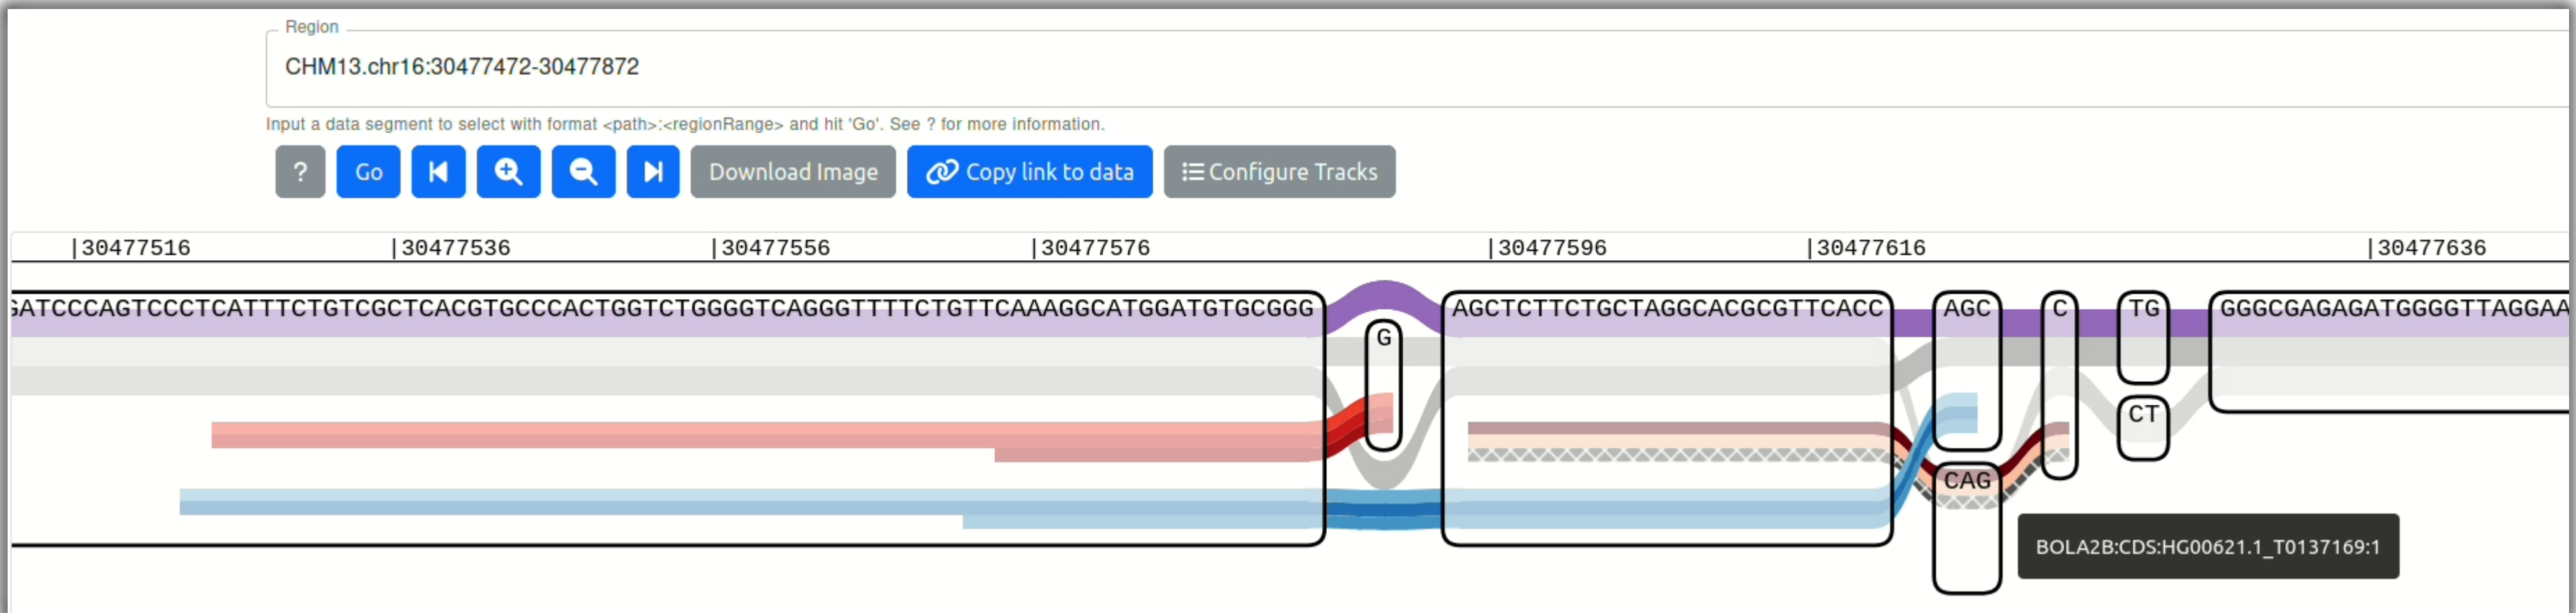 Region
CHM13.chr16:30477472-30477872
Input a data segment to select with format <path>:<regionRange> and hit 'Go'. See ? for more information.
? Go Download Image Copy link to data Configure Tracks
|30477516 |30477536 |30477556 |30477576 |30477596 |30477616 |30477636
GATCCCAGTCCCTCATTTCTGTCGCTCACGTGCCCACTGGTCTGGGGTCAGGGTTTTCTGTTCAAAGGCATGGATGTGCGGG AGCTCTTCTGCTAGGCACGCGTTCACC AGC C TG GGGCGAGAGATGGGGTTAGGAA
G
CT
CAG
BOLA2B:CDS:HG00621.1_T0137169:1